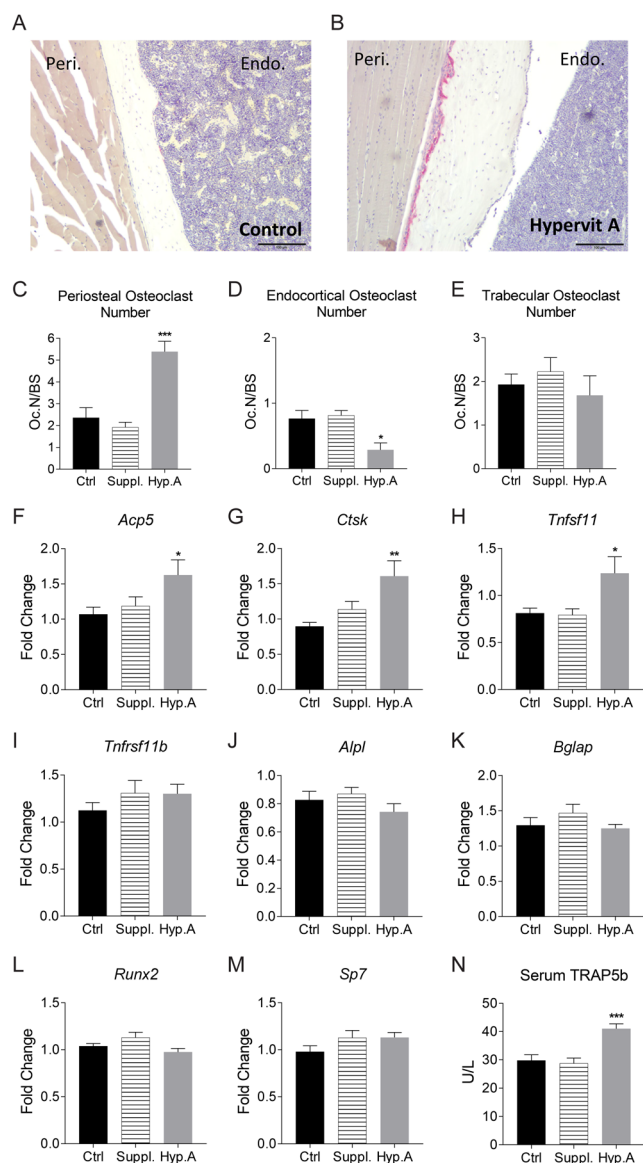 A
B
Peri.
Endo.
Control
Peri.
Endo.
Hypervit A
C
Periosteal Osteoclast
Number
Oc.N/BS
6
5
4
3
2
1
0
***
Ctrl Suppl. Hyp.A
D
Endocortical Osteoclast
Number
Oc.N/BS
2
1
0
*
Ctrl Suppl. Hyp.A
E
Trabecular Osteoclast
Number
Oc.N/BS
3
2
1
0
Ctrl Suppl. Hyp.A
F
Acp5
Fold Change
2.0
1.5
1.0
0.5
0.0
*
Ctrl Suppl. Hyp.A
G
Ctsk
Fold Change
2.0
1.5
1.0
0.5
0.0
**
Ctrl Suppl. Hyp.A
H
Tnfsf11
Fold Change
1.5
1.0
0.5
0.0
*
Ctrl Suppl. Hyp.A
I
Tnfrsf11b
Fold Change
1.5
1.0
0.5
0.0
Ctrl Suppl. Hyp.A
J
Alpl
Fold Change
1.0
0.8
0.6
0.4
0.2
0.0
Ctrl Suppl. Hyp.A
K
Bglap
Fold Change
2.0
1.5
1.0
0.5
0.0
Ctrl Suppl. Hyp.A
L
Runx2
Fold Change
1.5
1.0
0.5
0.0
Ctrl Suppl. Hyp.A
M
Sp7
Fold Change
1.5
1.0
0.5
0.0
Ctrl Suppl. Hyp.A
N
Serum TRAP5b
U/L
50
40
30
20
10
0
***
Ctrl Suppl. Hyp.A